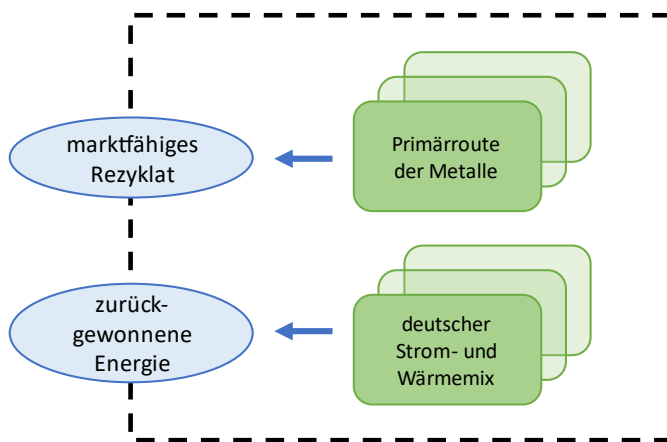 marktfähiges
Rezyklat
Primärroute
der Metalle
zurück-
gewonnene
Energie
deutscher
Strom- und
Wärmemix